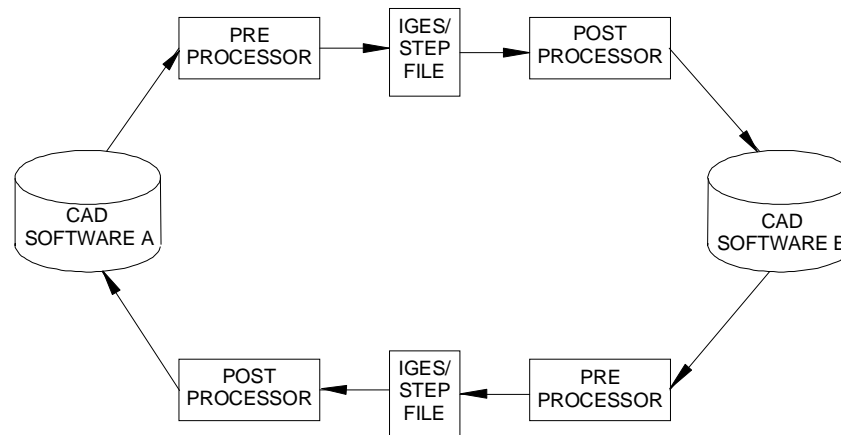 PRE
PROCESSOR
IGES/
STEP
FILE
POST
PROCESSOR
CAD
SOFTWARE A
CAD
SOFTWARE B
POST
PROCESSOR
IGES/
STEP
FILE
PRE
PROCESSOR